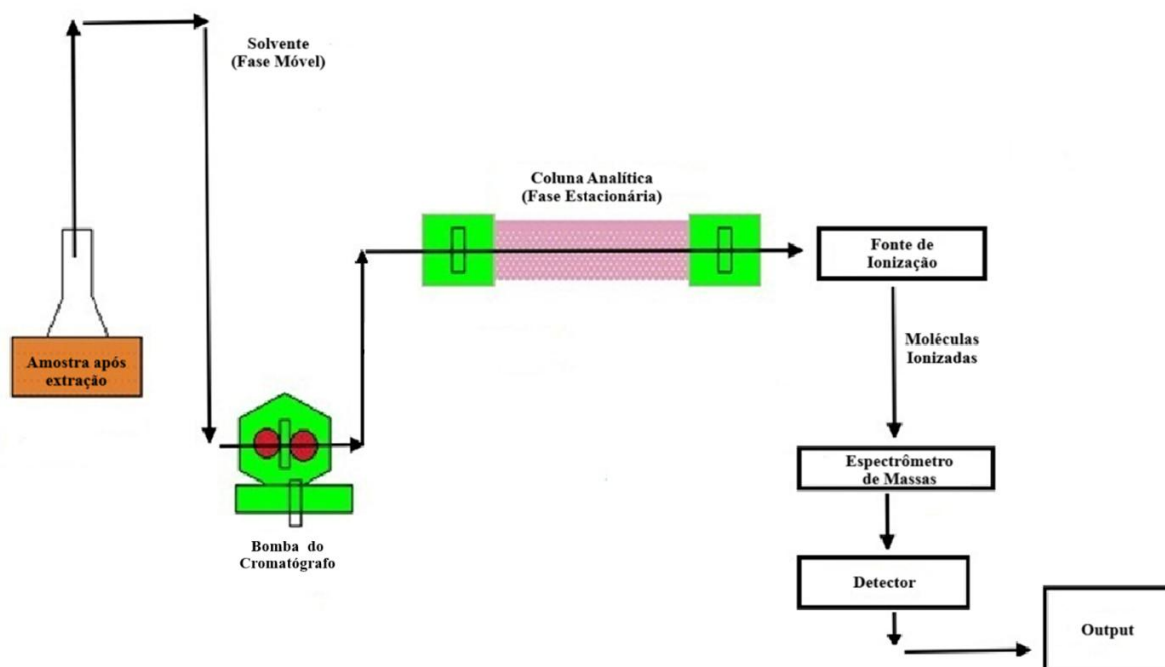 Solvente
(Fase Móvel)
Coluna Analítica
(Fase Estacionária)
Fonte de
Ionização
Moléculas
Ionizadas
Amostra após
extração
Espectrômetro
de Massas
Bomba do
Cromatógrafo
Detector
Output